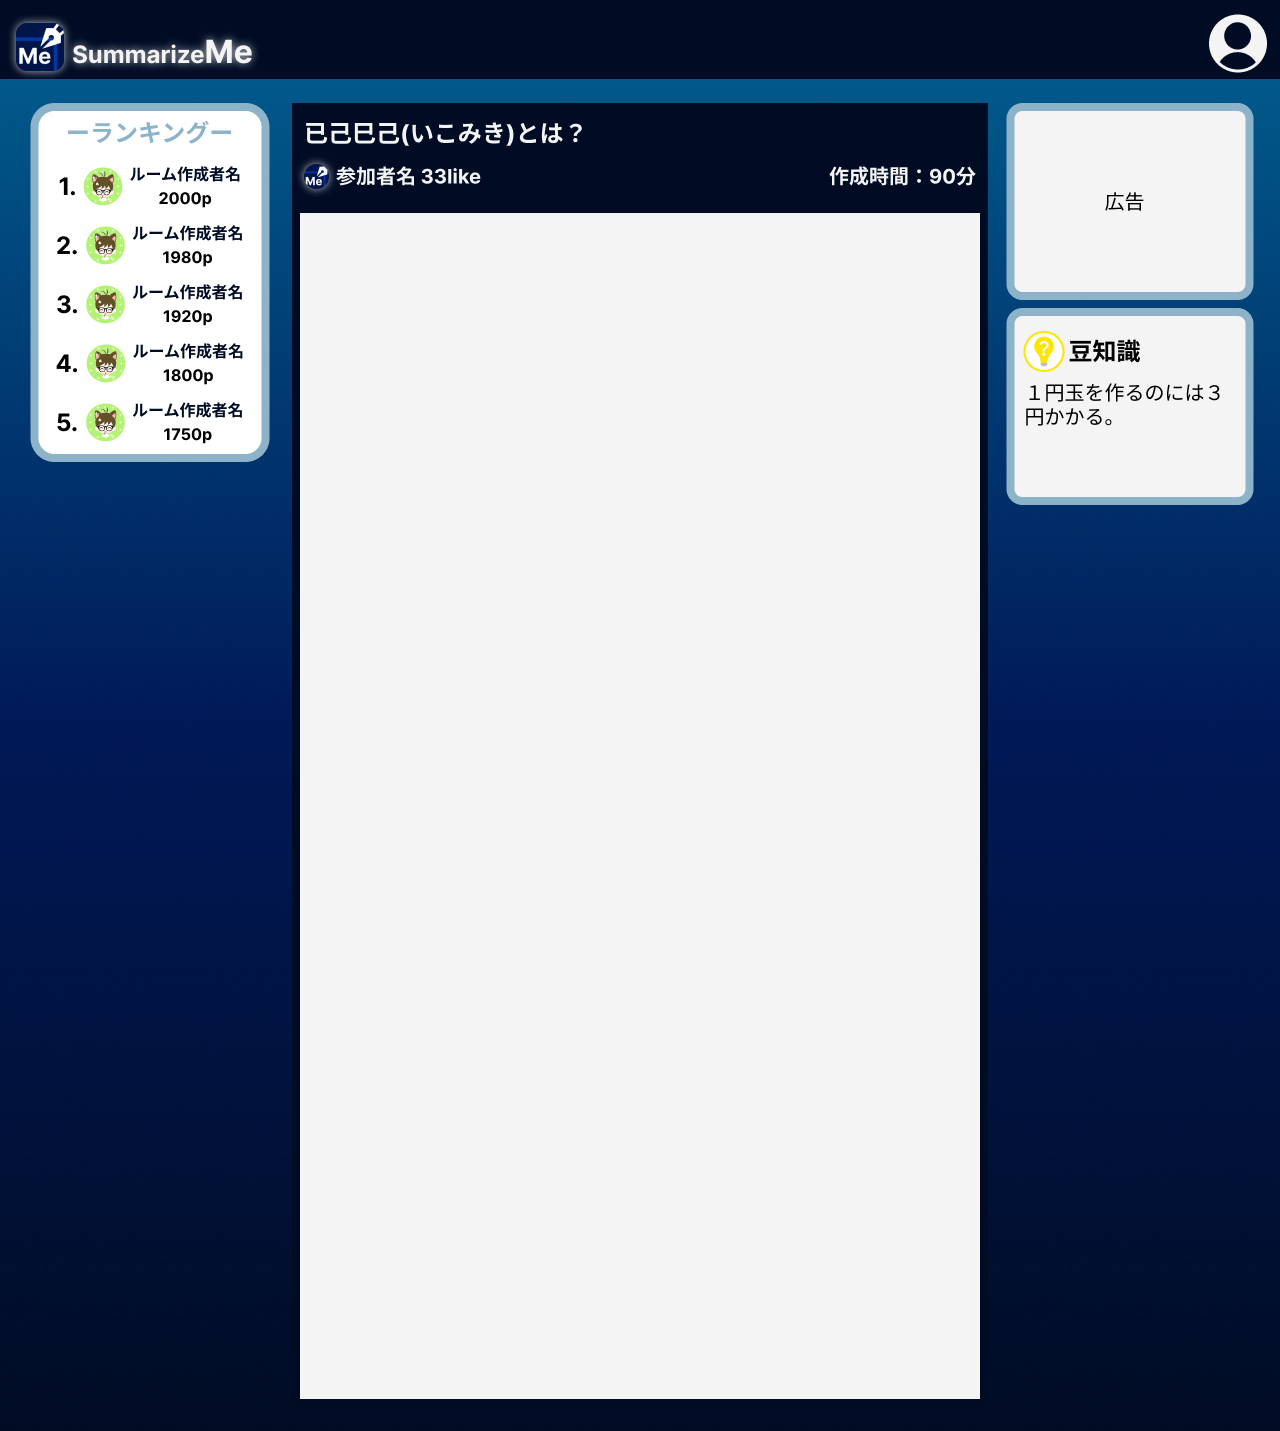 Me SummarizeMe
ーランキングー
1. ルーム作成者名
2000p
2. ルーム作成者名
1980p
3. ルーム作成者名
1920p
4. ルーム作成者名
1800p
5. ルーム作成者名
1750p
已己巳己(いこみき)とは？
Me 参加者名 33like 作成時間：90分
広告
豆知識
１円玉を作るのには３
円かかる。